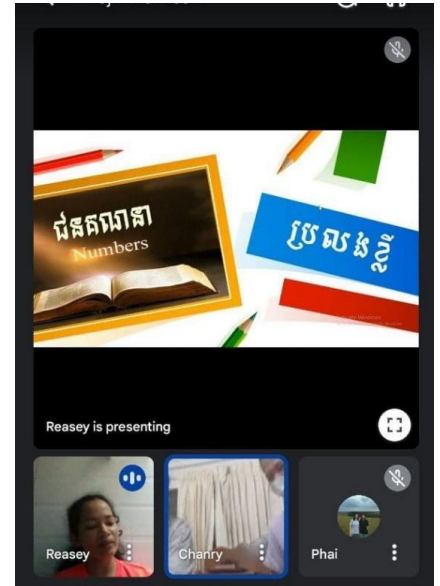 ជនគណនា
Numbers
ប្រលងខ្លី
Reasey is presenting
Reasey
Chanry
Phai